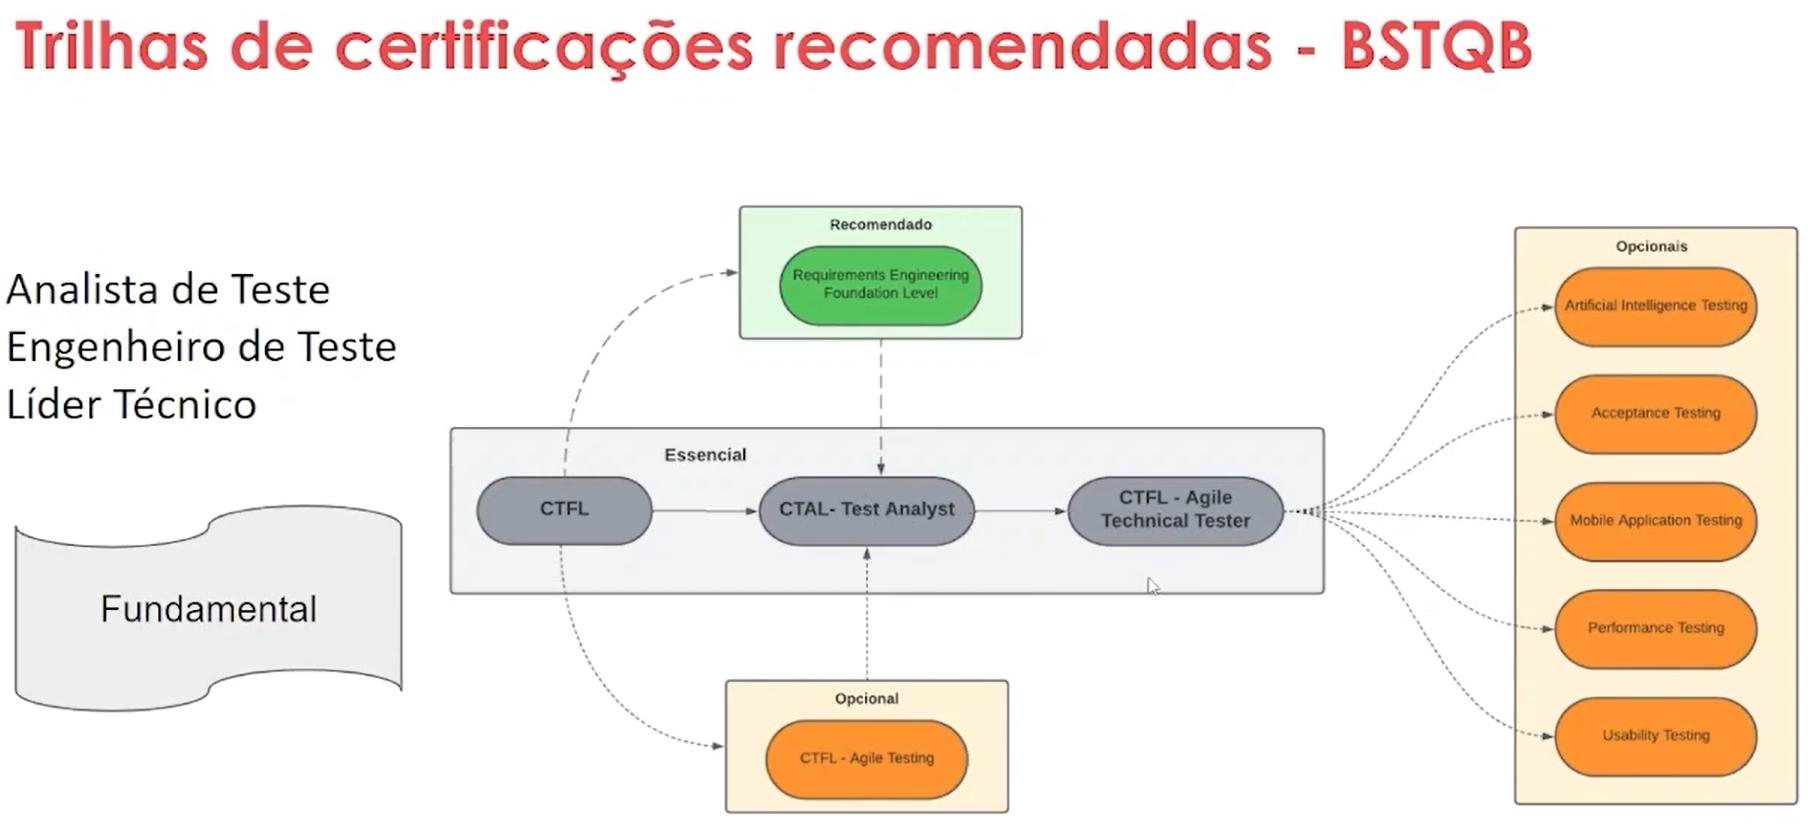 Trilhas de certificações recomendadas - BSTQB
Analista de Teste
Engenheiro de Teste
Líder Técnico
Fundamental
Recomendado
Requirements Engineering
Foundation Level
Essencial
CTFL
CTAL- Test Analyst
CTFL - Agile
Technical Tester
Opcional
CTFL - Agile Testing
Opcionais
Artificial Intelligence Testing
Acceptance Testing
Mobile Application Testing
Performance Testing
Usability Testing